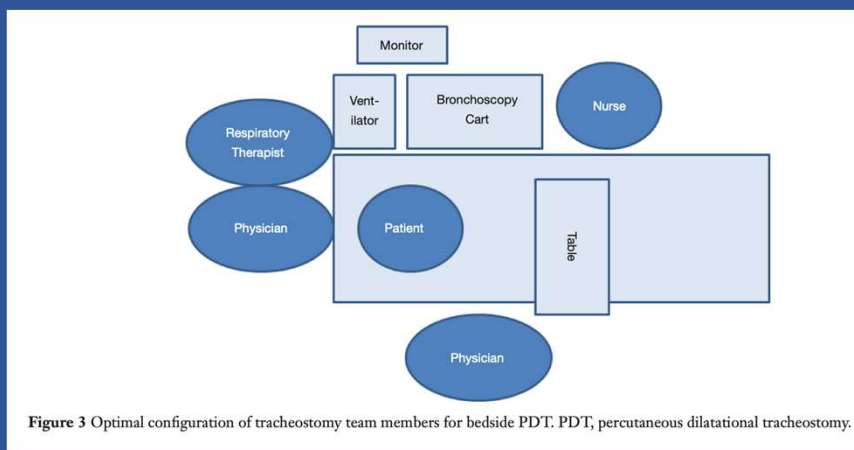 Monitor
Vent-
ilator
Bronchoscopy
Cart
Nurse
Respiratory
Therapist
Physician
Patient
Table
Physician
Figure 3 Optimal configuration of tracheostomy team members for bedside PDT. PDT, percutaneous dilatational tracheostomy.